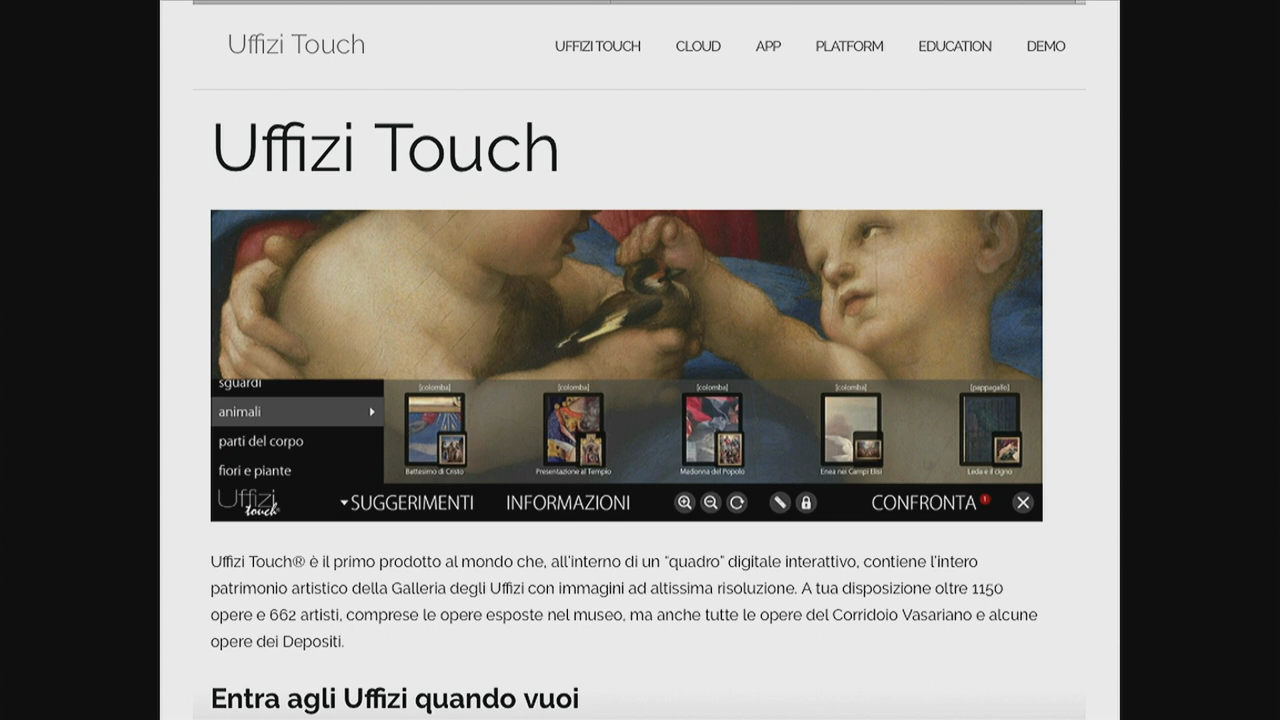 Uffizi Touch
UFFIZI TOUCH CLOUD APP PLATFORM EDUCATION DEMO
Uffizi Touch
sguardi
animali
parti del corpo
fiori e piante
[colomba] [colomba] [colomba] [colomba] [pappagallo]
Battesimo di Cristo Presentazione al Tempio Madonna del Popolo Enea nei Campi Elisi Leda e il cigno
Uffizi touch®
SUGGERIMENTI INFORMAZIONI CONFRONTA
Uffizi Touch® è il primo prodotto al mondo che, all'interno di un “quadro” digitale interattivo, contiene l'intero
patrimonio artistico della Galleria degli Uffizi con immagini ad altissima risoluzione. A tua disposizione oltre 1150
opere e 662 artisti, comprese le opere esposte nel museo, ma anche tutte le opere del Corridoio Vasariano e alcune
opere dei Depositi.
Entra agli Uffizi quando vuoi